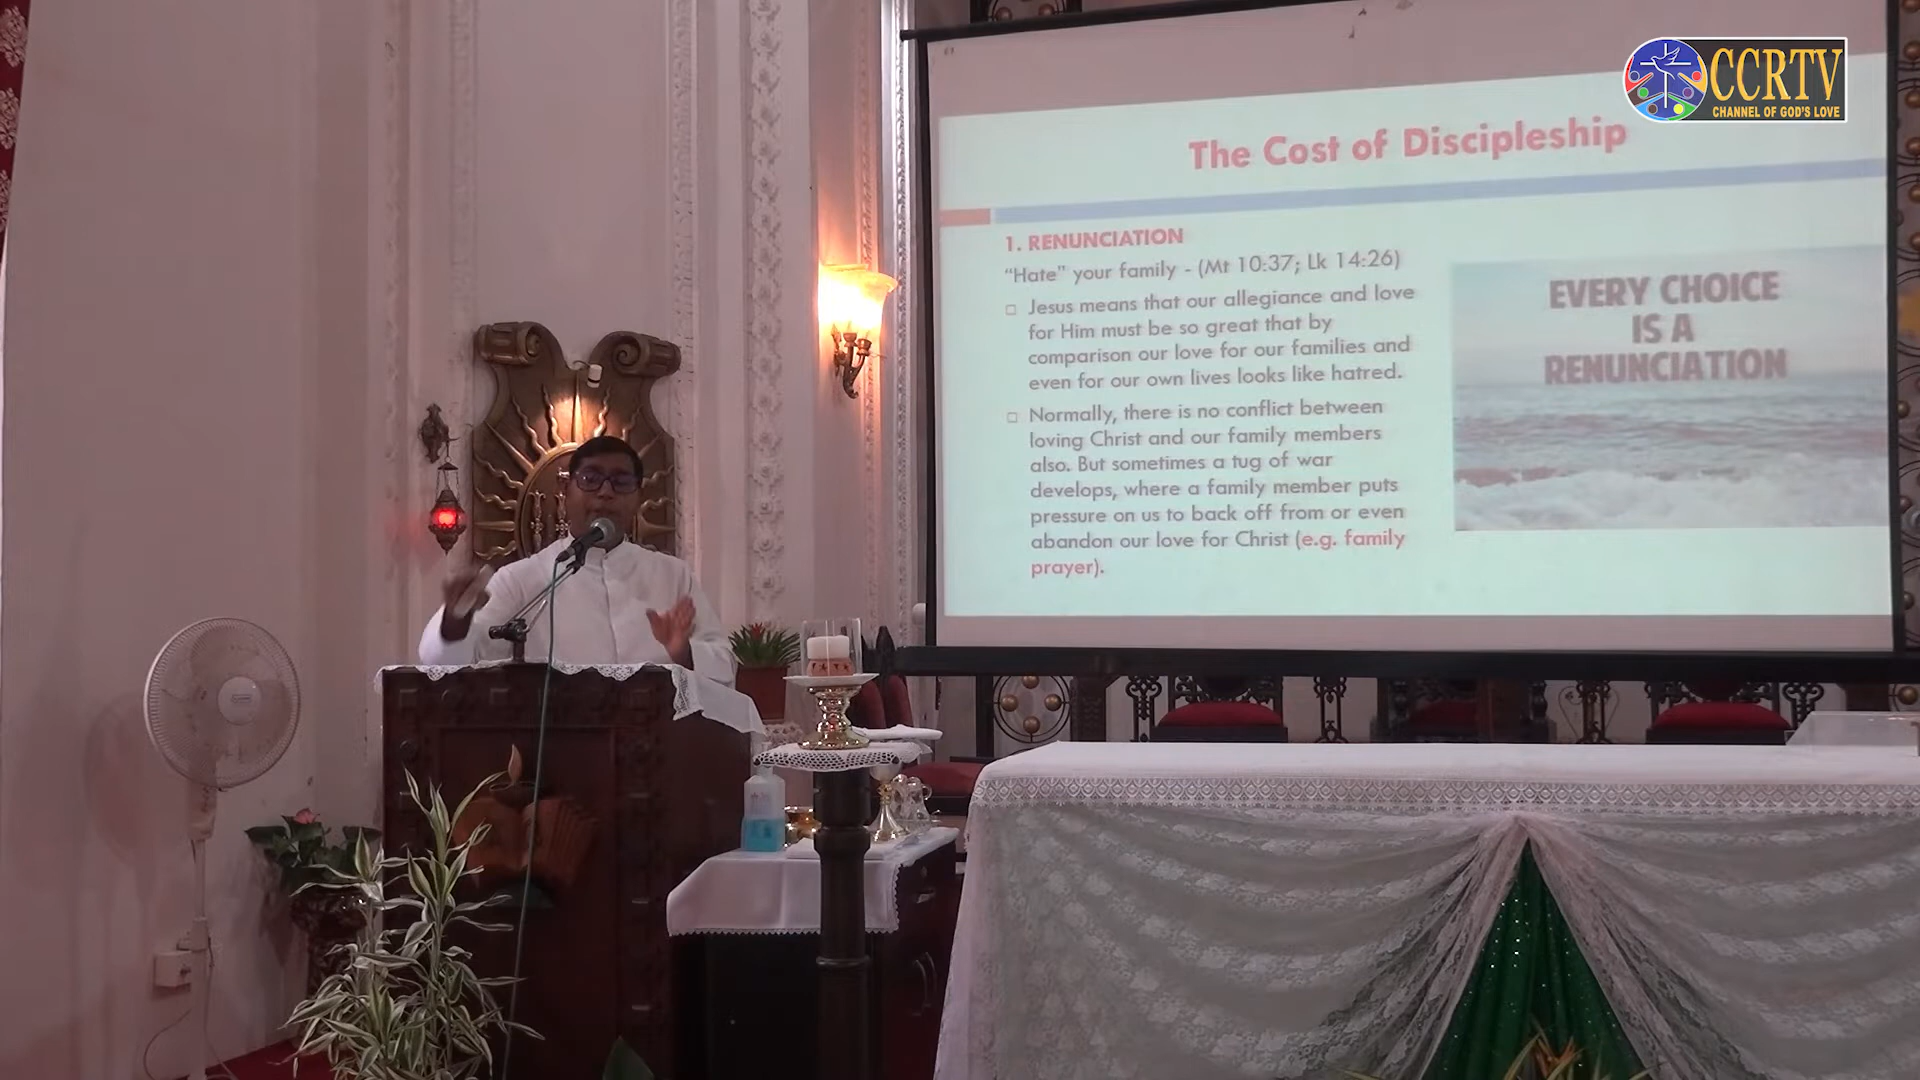 CCRTV
CHANNEL OF GOD'S LOVE
The Cost of Discipleship
1. RENUNCIATION
"Hate" your family - (Mt 10:37; Lk 14:26)
□ Jesus means that our allegiance and love
for Him must be so great that by
comparison our love for our families and
even for our own lives looks like hatred.
□ Normally, there is no conflict between
loving Christ and our family members
also. But sometimes a tug of war
develops, where a family member puts
pressure on us to back off from or even
abandon our love for Christ (e.g. family
prayer).
EVERY CHOICE
IS A
RENUNCIATION